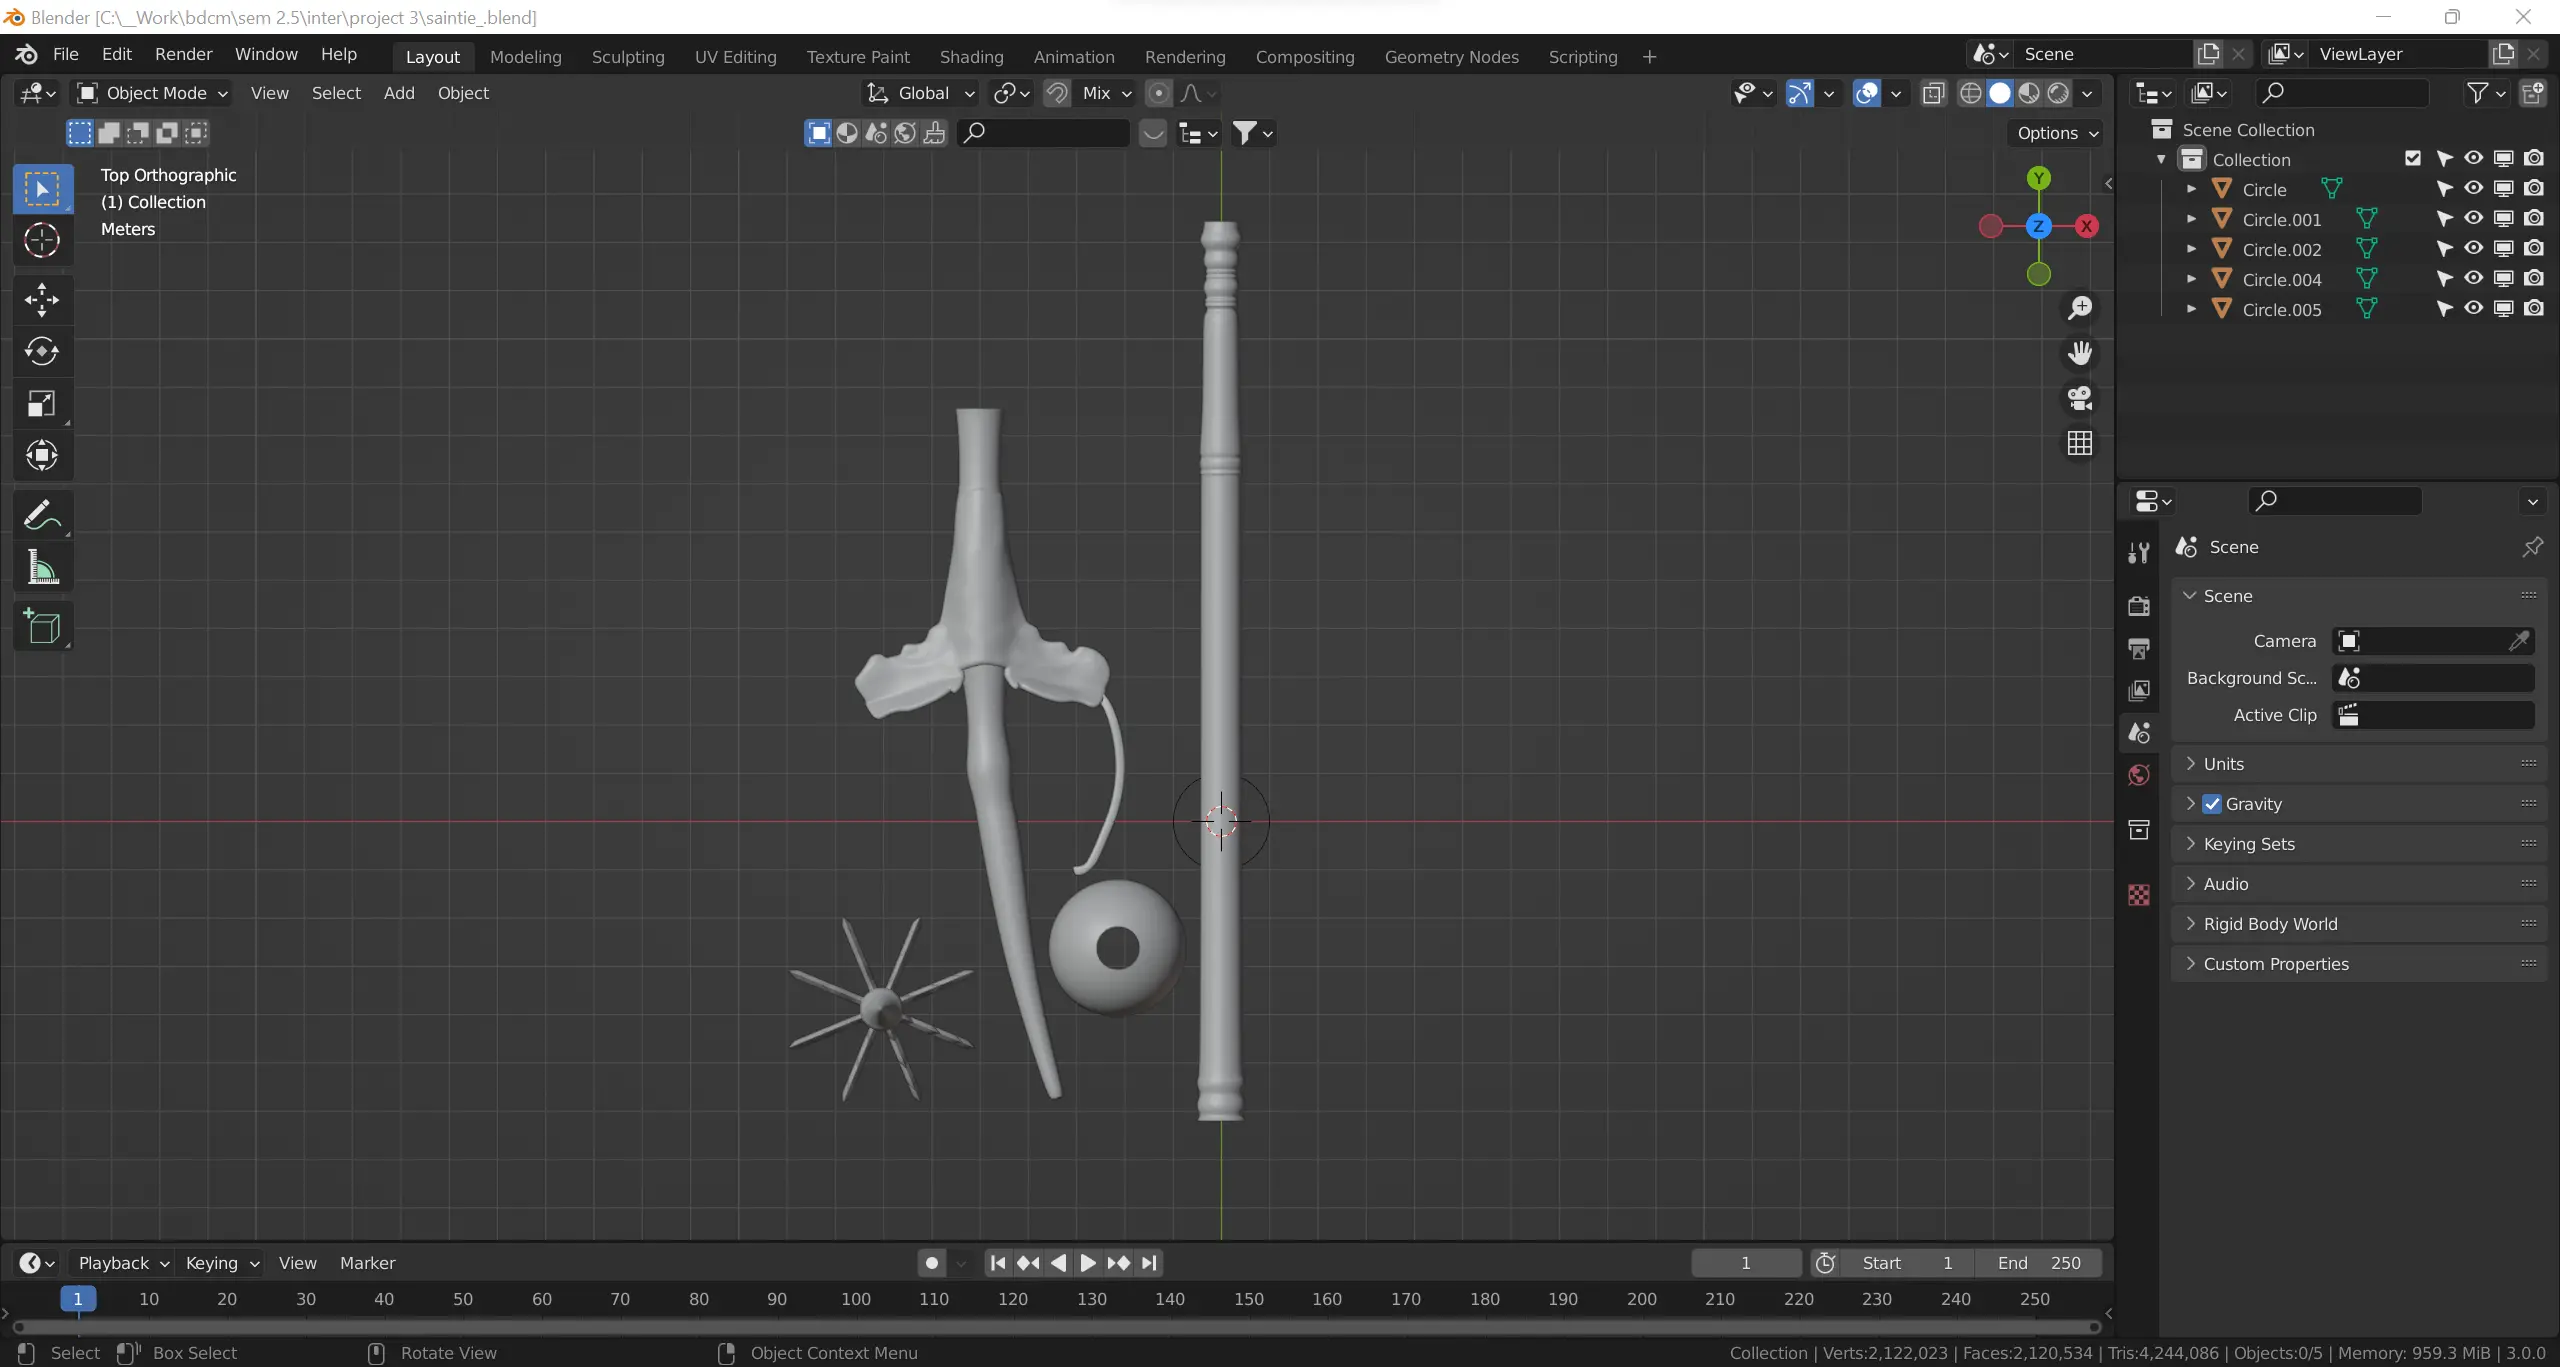 Blender [C:\__Work\bdcm\sem 2.5\inter\project 3\saintie_.blend]
File Edit Render Window Help Layout Modeling Sculpting UV Editing Texture Paint Shading Animation Rendering Compositing Geometry Nodes Scripting + Scene ViewLayer
Object Mode View Select Add Object Global Mix
Options
Top Orthographic
(1) Collection
Meters
Y
Z
X
Scene Collection
Collection
Circle
Circle.001
Circle.002
Circle.004
Circle.005
Scene
Scene
Camera
Background Sc...
Active Clip
Units
Gravity
Keying Sets
Audio
Rigid Body World
Custom Properties
Playback Keying View Marker 1 Start 1 End 250
1 10 20 30 40 50 60 70 80 90 100 110 120 130 140 150 160 170 180 190 200 210 220 230 240 250
Select Box Select Rotate View Object Context Menu Collection | Verts:2,122,023 | Faces:2,120,534 | Tris:4,244,086 | Objects:0/5 | Memory: 959.3 MiB | 3.0.0